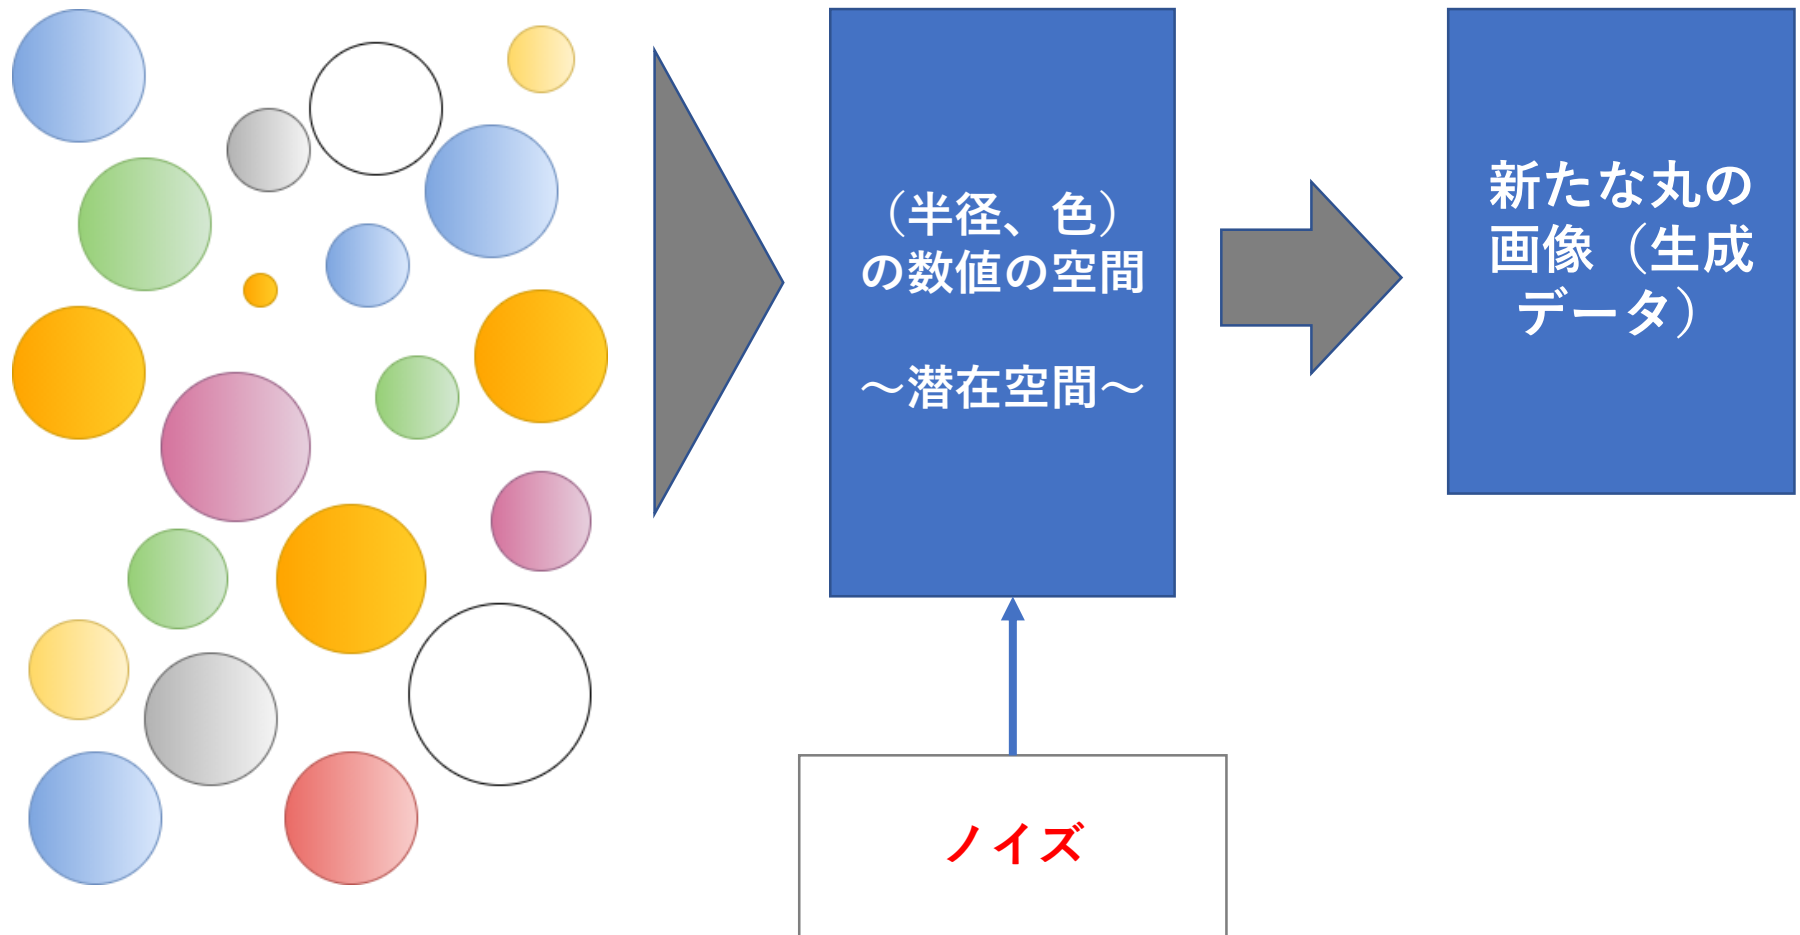 （半径、色）
の数値の空間
～潜在空間～
新たな丸の
画像（生成
データ）
ノイズ